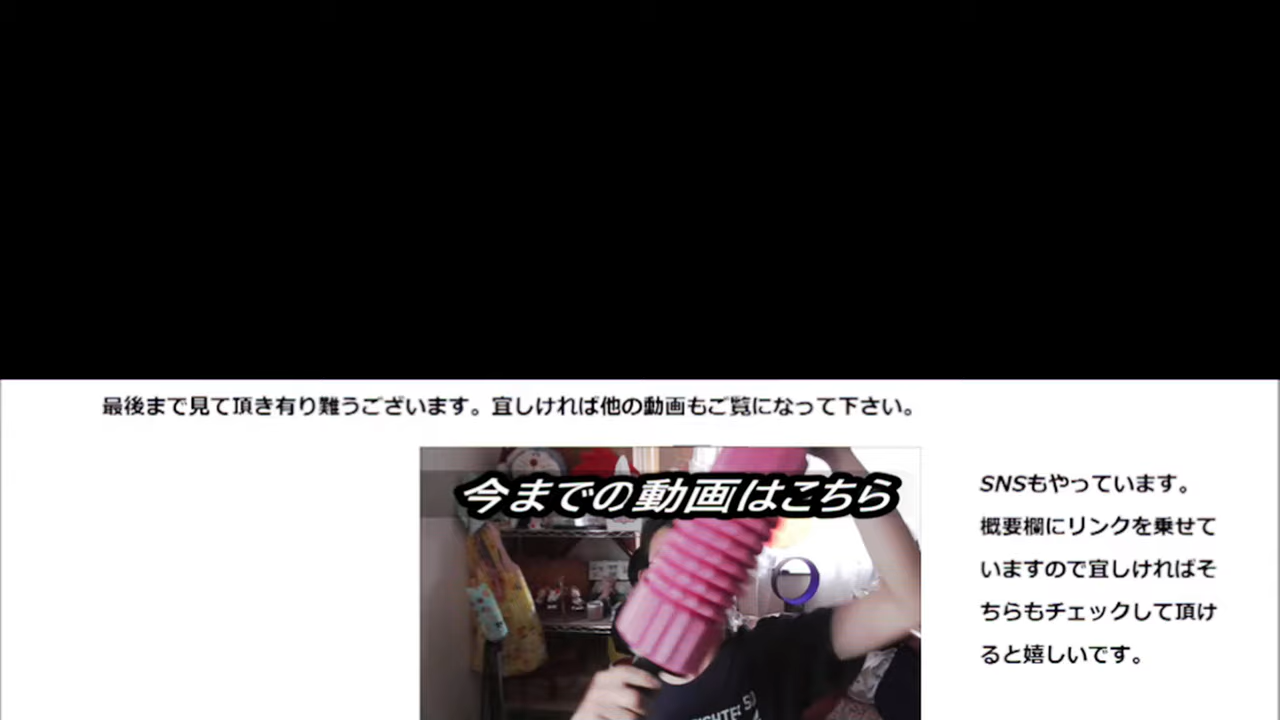 最後まで見て頂き有り難うございます。宜しければ他の動画もご覧になって下さい。
今までの動画はこちら
SNSもやっています。
概要欄にリンクを乗せて
いますので宜しければそ
ちらもチェックして頂け
ると嬉しいです。